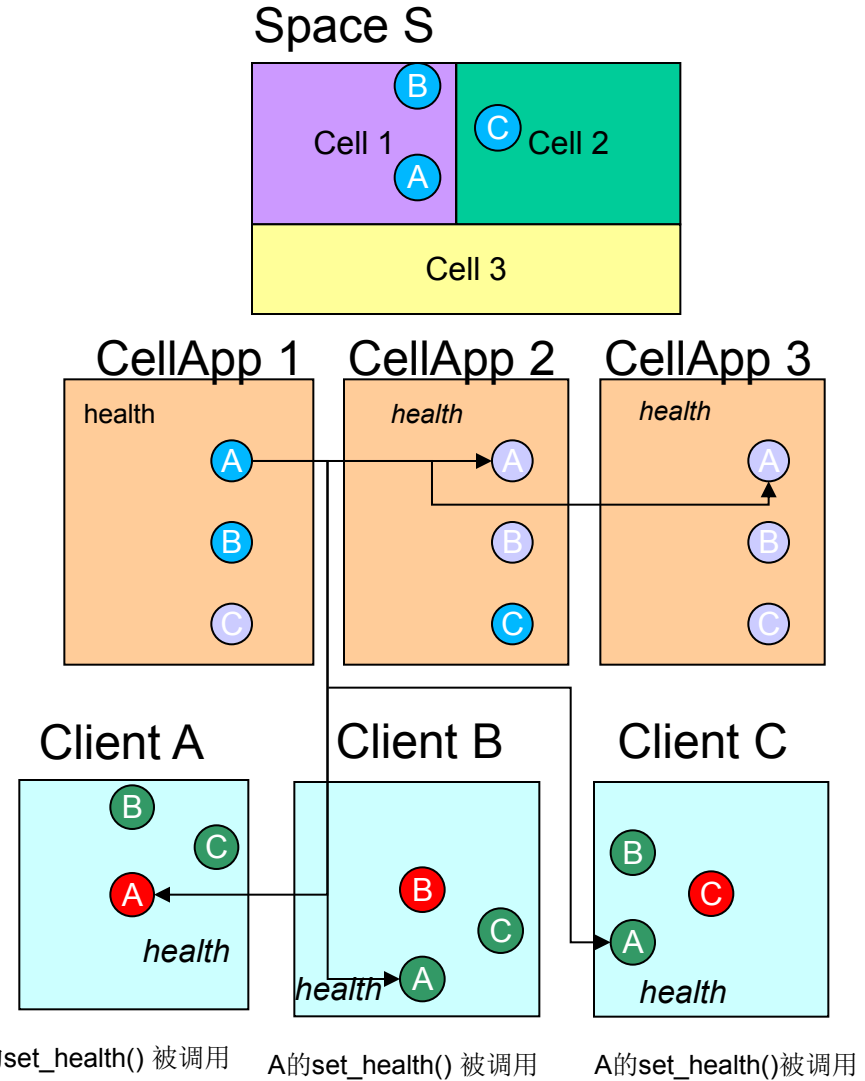 Space S
B
C
Cell 1
Cell 2
A
Cell 3
CellApp 1
CellApp 2
CellApp 3
health
health
health
A
A
A
B
B
B
C
C
C
Client A
Client B
Client C
B
C
A
health
B
C
A
health
B
C
A
health
set_health() 被调用
A的set_health() 被调用
A的set_health()被调用